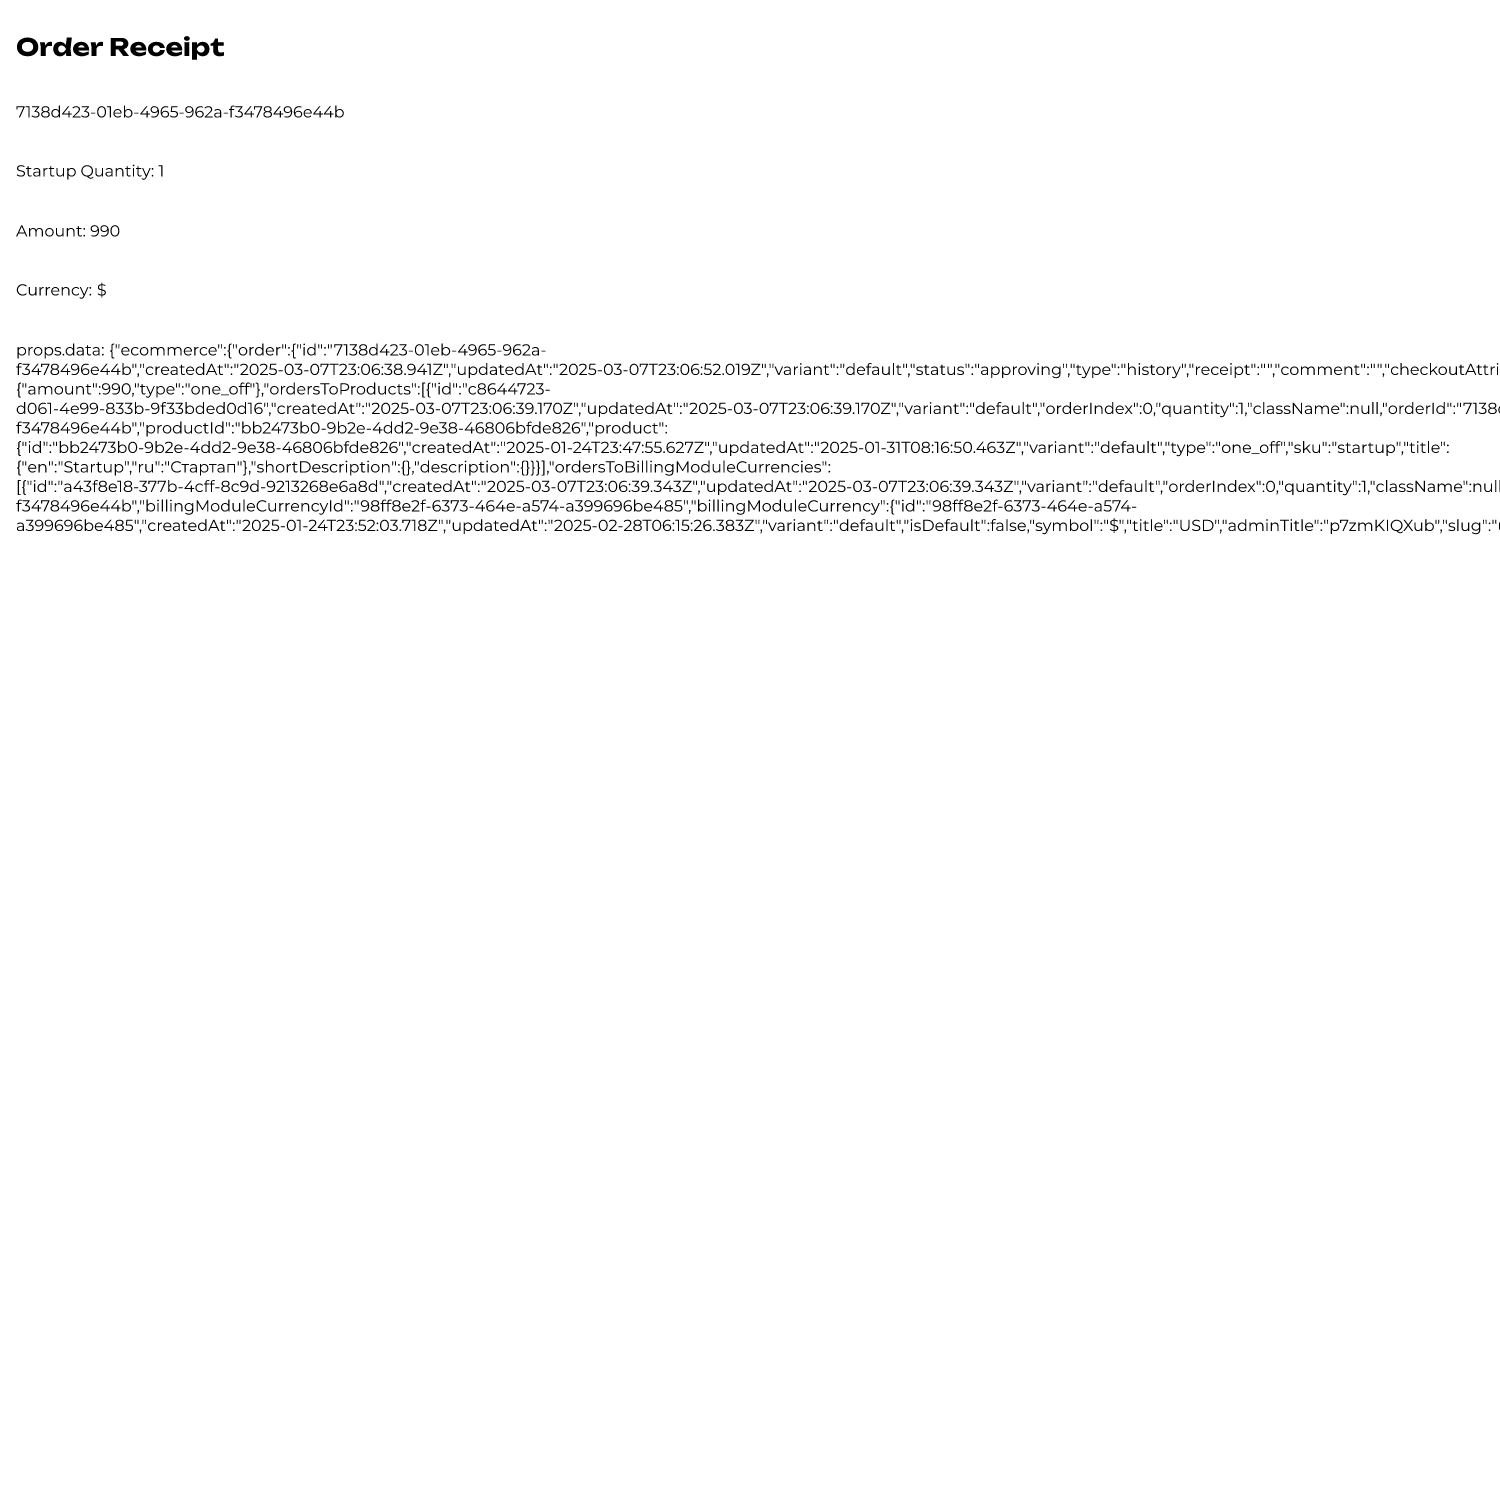 Order Receipt
7138d423-01eb-4965-962a-f3478496e44b
Startup Quantity: 1
Amount: 990
Currency: $
props.data: {"ecommerce":{"order":{"id":"7138d423-01eb-4965-962a-
f3478496e44b","createdAt":"2025-03-07T23:06:38.941Z","updatedAt":"2025-03-07T23:06:52.019Z","variant":"default","status":"approving","type":"history","receipt":"","comment":"","checkoutAttri
{"amount":990,"type":"one_off"},"ordersToProducts":[{"id":"c8644723-
d061-4e99-833b-9f33bded0d16","createdAt":"2025-03-07T23:06:39.170Z","updatedAt":"2025-03-07T23:06:39.170Z","variant":"default","orderIndex":0,"quantity":1,"className":null,"orderId":"7138
f3478496e44b","productId":"bb2473b0-9b2e-4dd2-9e38-46806bfde826","product":
{"id":"bb2473b0-9b2e-4dd2-9e38-46806bfde826","createdAt":"2025-01-24T23:47:55.627Z","updatedAt":"2025-01-31T08:16:50.463Z","variant":"default","type":"one_off","sku":"startup","title":
{"en":"Startup","ru":"Стартап"},"shortDescription":{},"description":{}}}],"ordersToBillingModuleCurrencies":
[{"id":"a43f8e18-377b-4cff-8c9d-9213268e6a8d","createdAt":"2025-03-07T23:06:39.343Z","updatedAt":"2025-03-07T23:06:39.343Z","variant":"default","orderIndex":0,"quantity":1,"className":null
f3478496e44b","billingModuleCurrencyId":"98ff8e2f-6373-464e-a574-a399696be485","billingModuleCurrency":{"id":"98ff8e2f-6373-464e-a574-
a399696be485","createdAt":"2025-01-24T23:52:03.718Z","updatedAt":"2025-02-28T06:15:26.383Z","variant":"default","isDefault":false,"symbol":"$","title":"USD","adminTitle":"p7zmKIQXub","slug":"